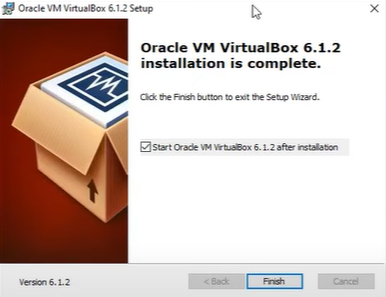 Oracle VM VirtualBox 6.1.2 Setup
Oracle VM VirtualBox 6.1.2
installation is complete.
Click the Finish button to exit the Setup Wizard.
Start Oracle VM VirtualBox 6.1.2 after installation
Version 6.1.2
< Back
Finish
Cancel